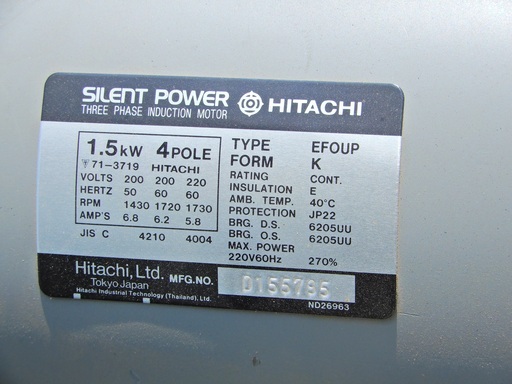 SILENT POWER HITACHI
THREE PHASE INDUCTION MOTOR
1.5kW 4POLE
71-3719 HITACHI
VOLTS 200 200 220
HERTZ 50 60 60
RPM 1430 1720 1730
AMP'S 6.8 6.2 5.8
JIS C 4210 4004
TYPE EFOUP
FORM K
RATING CONT.
INSULATION E
AMB. TEMP. 40°C
PROTECTION JP22
BRG. D.S. 6205UU
BRG. O.S. 6205UU
MAX. POWER
220V60Hz 270%
Hitachi, Ltd. MFG.NO. D155795
Tokyo Japan
Hitachi Industrial Technology (Thailand), Ltd.
ND26963